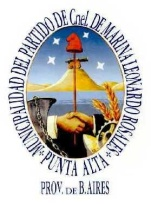 MUNICIPALIDAD DEL PARTIDO DE Cnel. DE MARINA LEONARDO ROSALES
PUNTA ALTA
PROV. DE B.AIRES